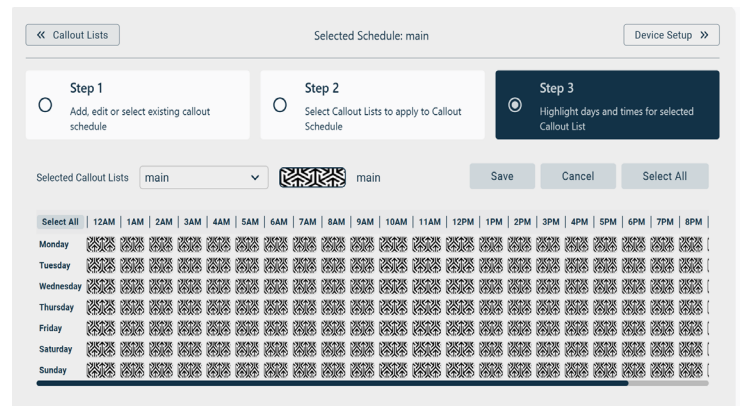 Callout Lists
Selected Schedule: main
Device Setup
Step 1
Add, edit or select existing callout
schedule
Step 2
Select Callout Lists to apply to Callout
Schedule
Step 3
Highlight days and times for selected
Callout List
Selected Callout Lists
main
main
Save
Cancel
Select All
Select All 12AM 1AM 2AM 3AM 4AM 5AM 6AM 7AM 8AM 9AM 10AM 11AM 12PM 1PM 2PM 3PM 4PM 5PM 6PM 7PM 8PM
Monday
Tuesday
Wednesday
Thursday
Friday
Saturday
Sunday